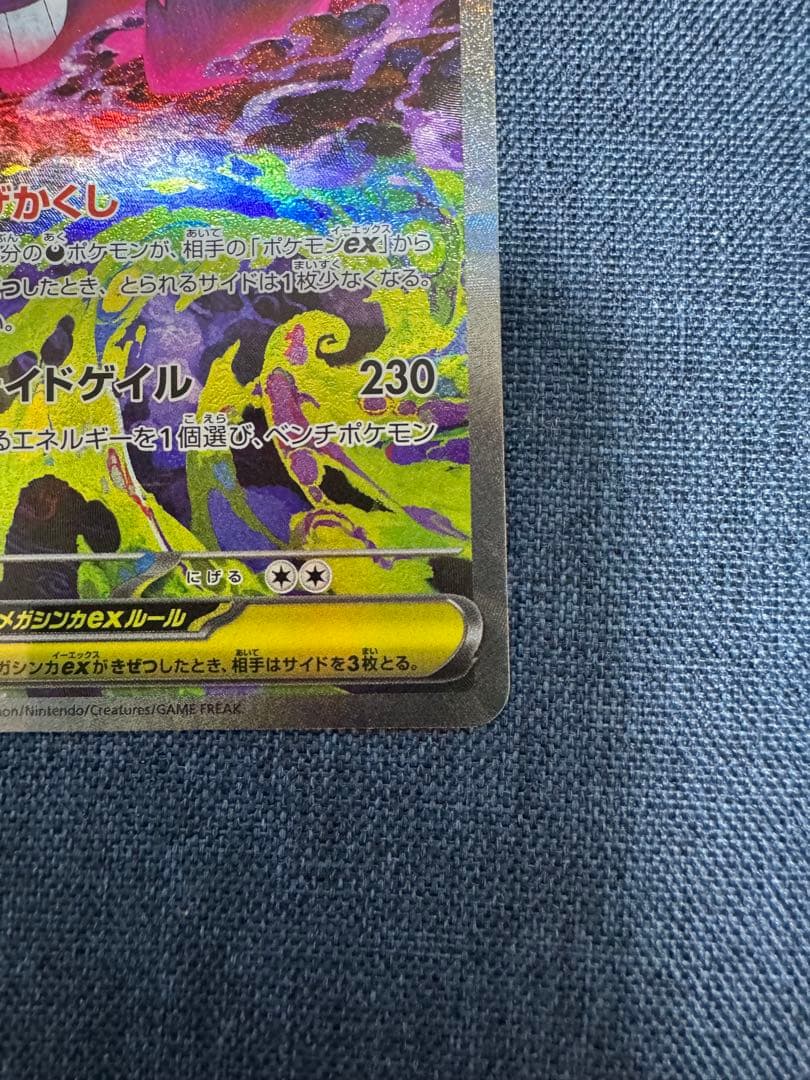 かくし
分の ポケモンが、相手の「ポケモンex」から
つしたとき、とられるサイドは1枚少なくなる。
い。
イドゲイル 230
るエネルギーを1個選び、ベンチポケモン
にげる
メガシンカexルール
ガシンカexがきぜつしたとき、相手はサイドを3枚とる。
on/Nintendo/Creatures/GAME FREAK